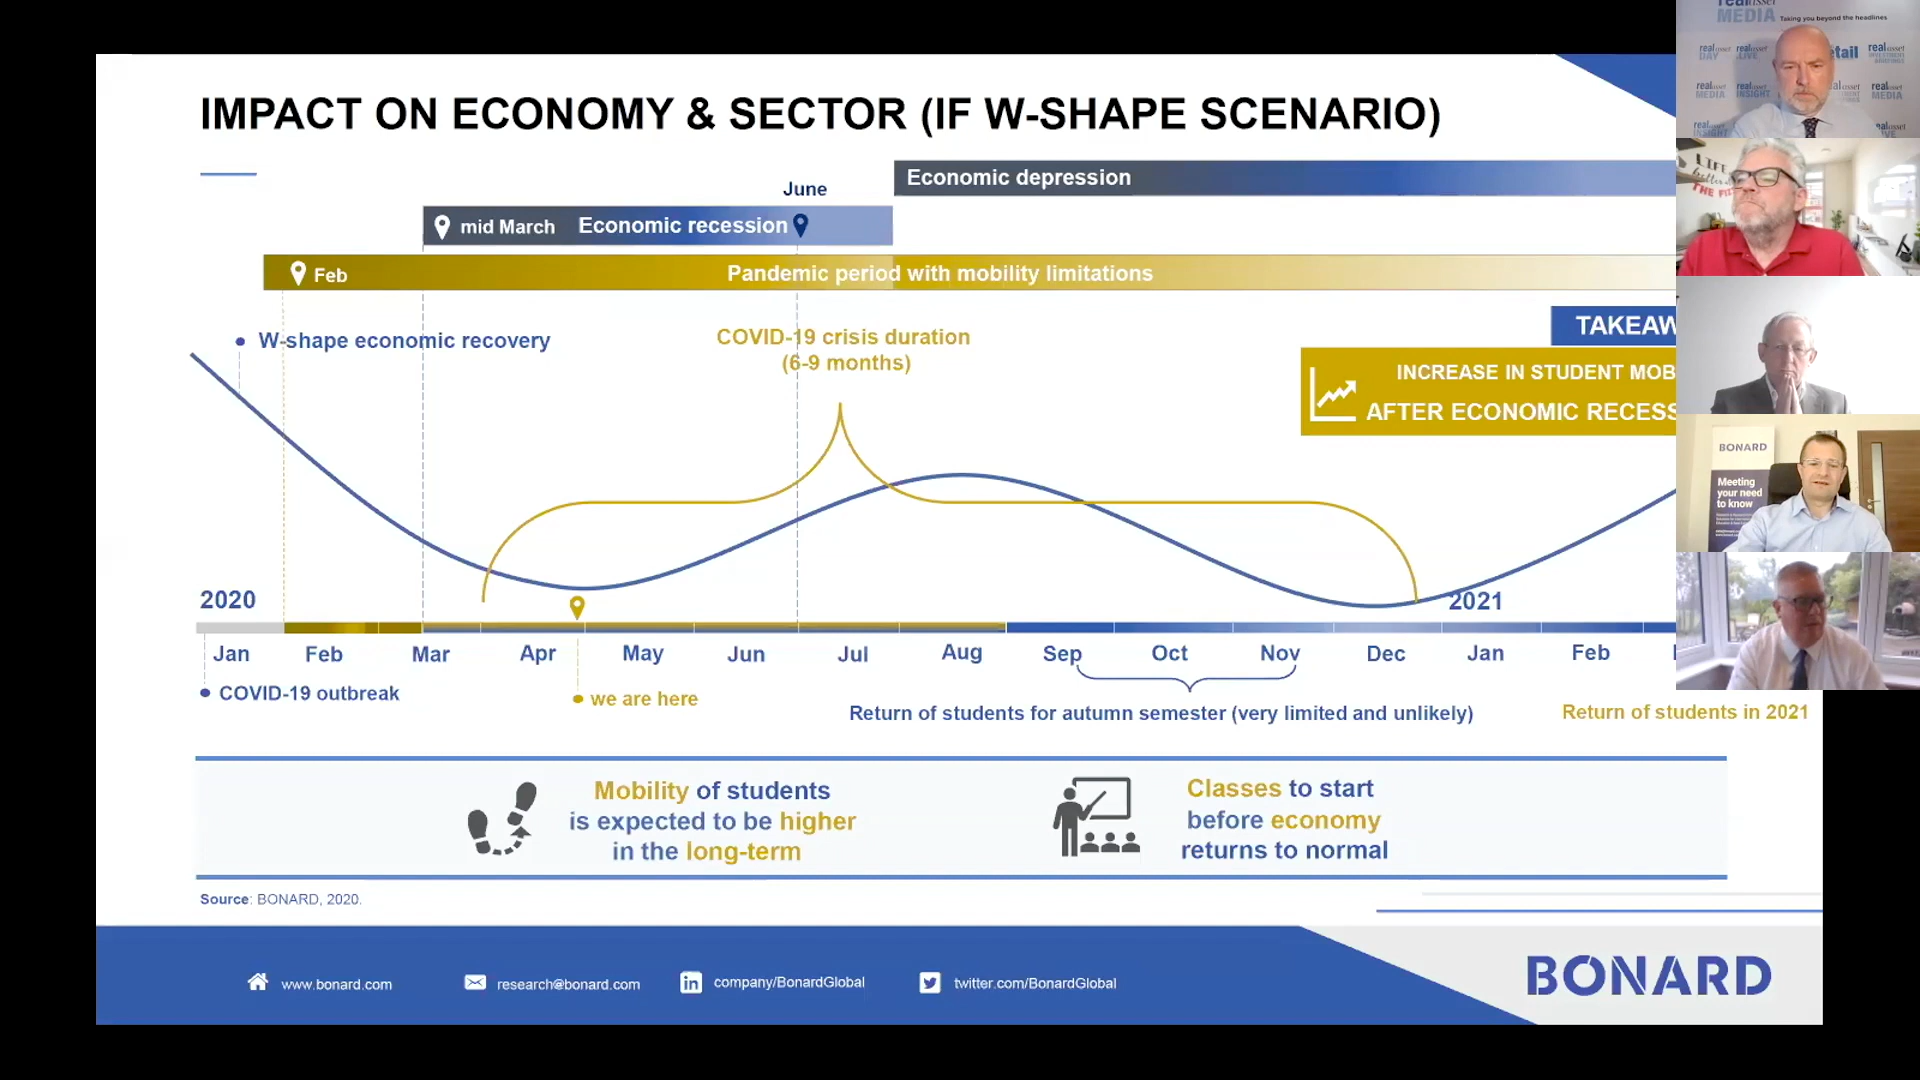 IMPACT ON ECONOMY & SECTOR (IF W-SHAPE SCENARIO)
Economic depression
June
mid March Economic recession
Feb
Pandemic period with mobility limitations
W-shape economic recovery
COVID-19 crisis duration
(6-9 months)
TAKEAW
INCREASE IN STUDENT MOB
AFTER ECONOMIC RECESS
2020
2021
Jan Feb Mar Apr May Jun Jul Aug Sep Oct Nov Dec Jan Feb
COVID-19 outbreak
we are here
Return of students for autumn semester (very limited and unlikely)
Return of students in 2021
Mobility of students
is expected to be higher
in the long-term
Classes to start
before economy
returns to normal
Source: BONARD, 2020.
www.bonard.com
research@bonard.com
company/BonardGlobal
twitter.com/BonardGlobal
BONARD
realasset
MEDIA Taking you beyond the headlines
BONARD
Meeting
your need
to know